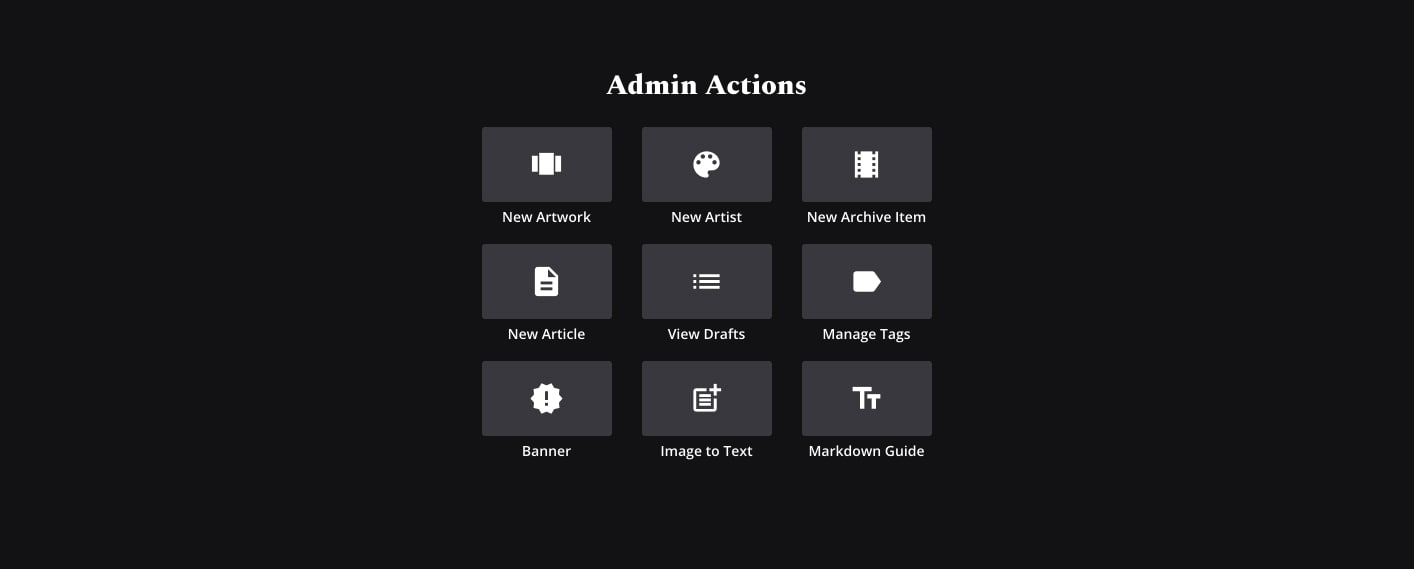 Admin Actions
New Artwork
New Artist
New Archive Item
New Article
View Drafts
Manage Tags
Banner
Image to Text
Markdown Guide